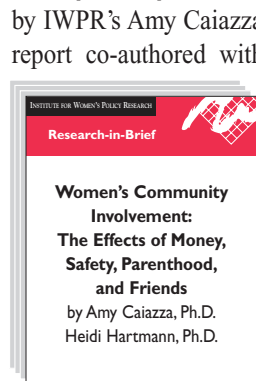 by IWPR's Amy Caiazza
report co-authored with
INSTITUTE FOR WOMEN'S POLICY RESEARCH
Research-in-Brief
Women's Community
Involvement:
The Effects of Money,
Safety, Parenthood,
and Friends
by Amy Caiazza, Ph.D.
Heidi Hartmann, Ph.D.